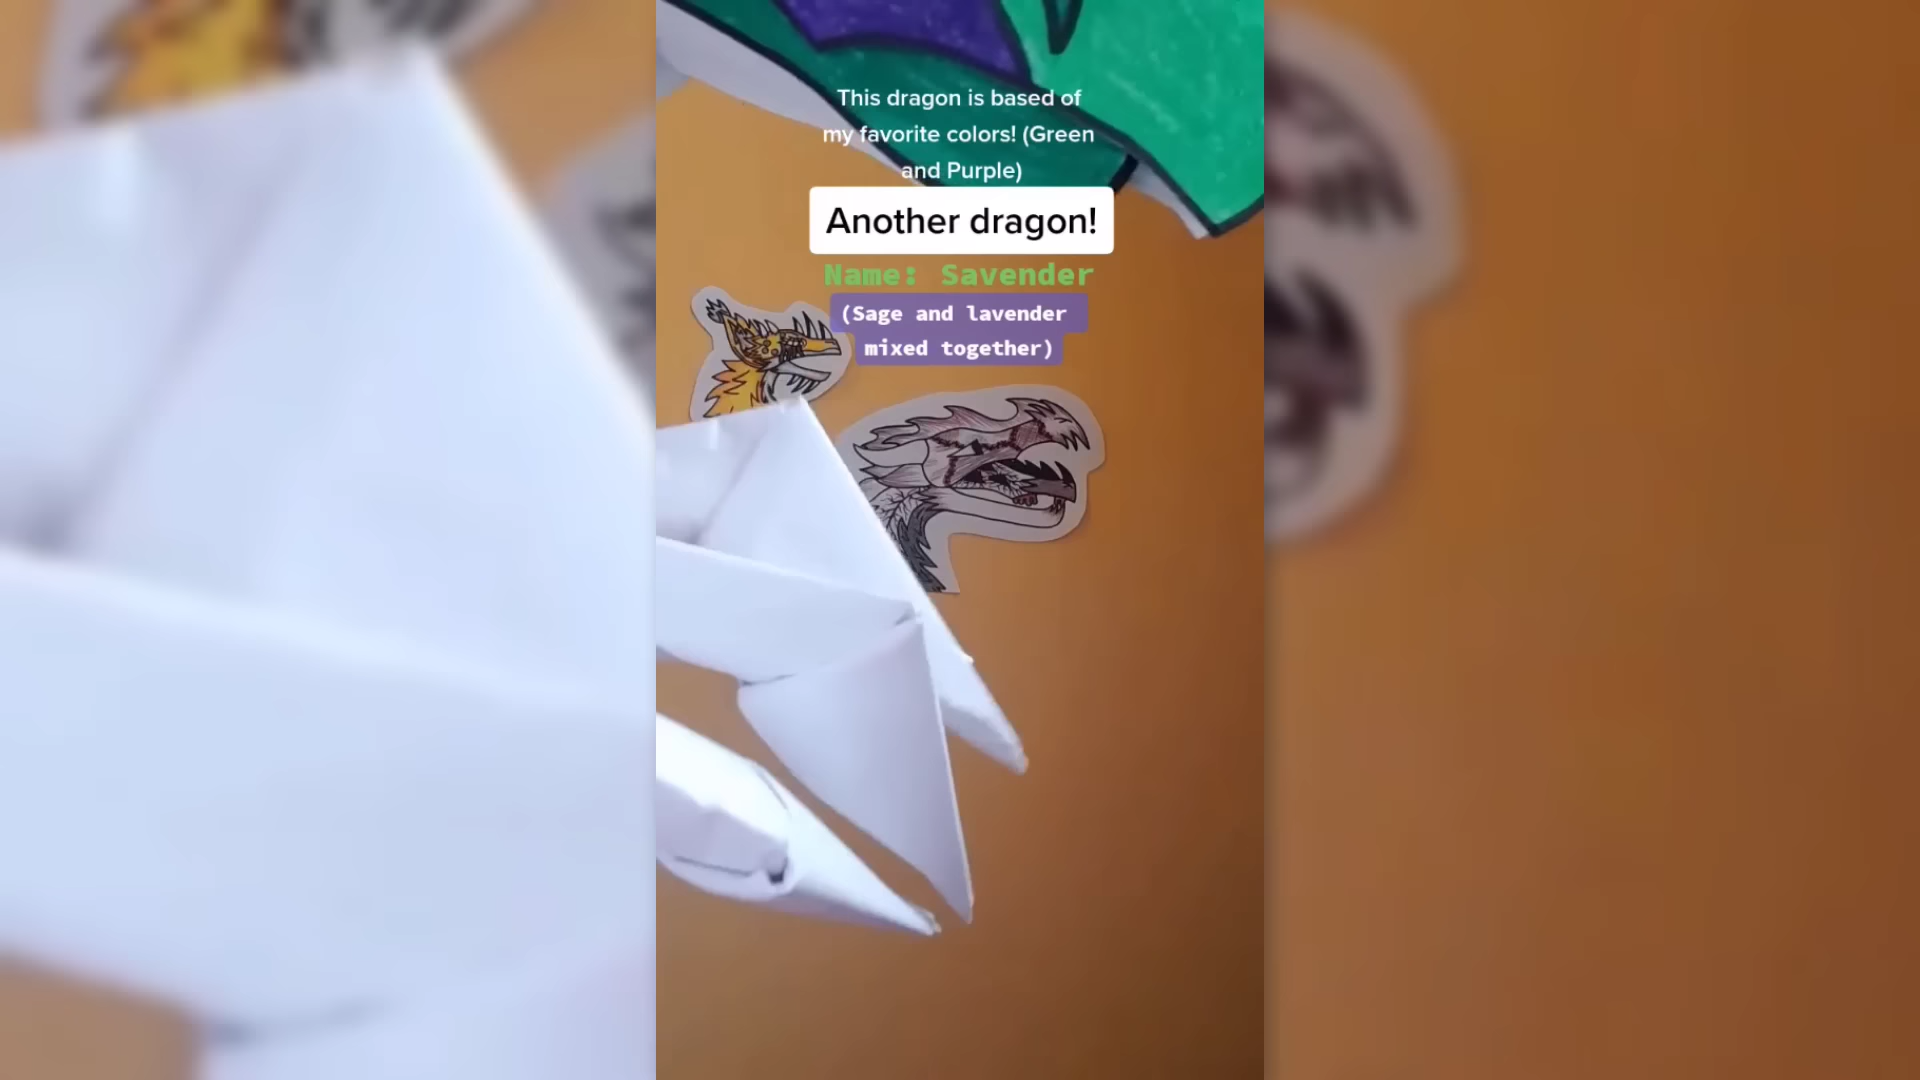 This dragon is based of
my favorite colors! (Green
and Purple)
Another dragon!
Name: Savender
(Sage and lavender
mixed together)